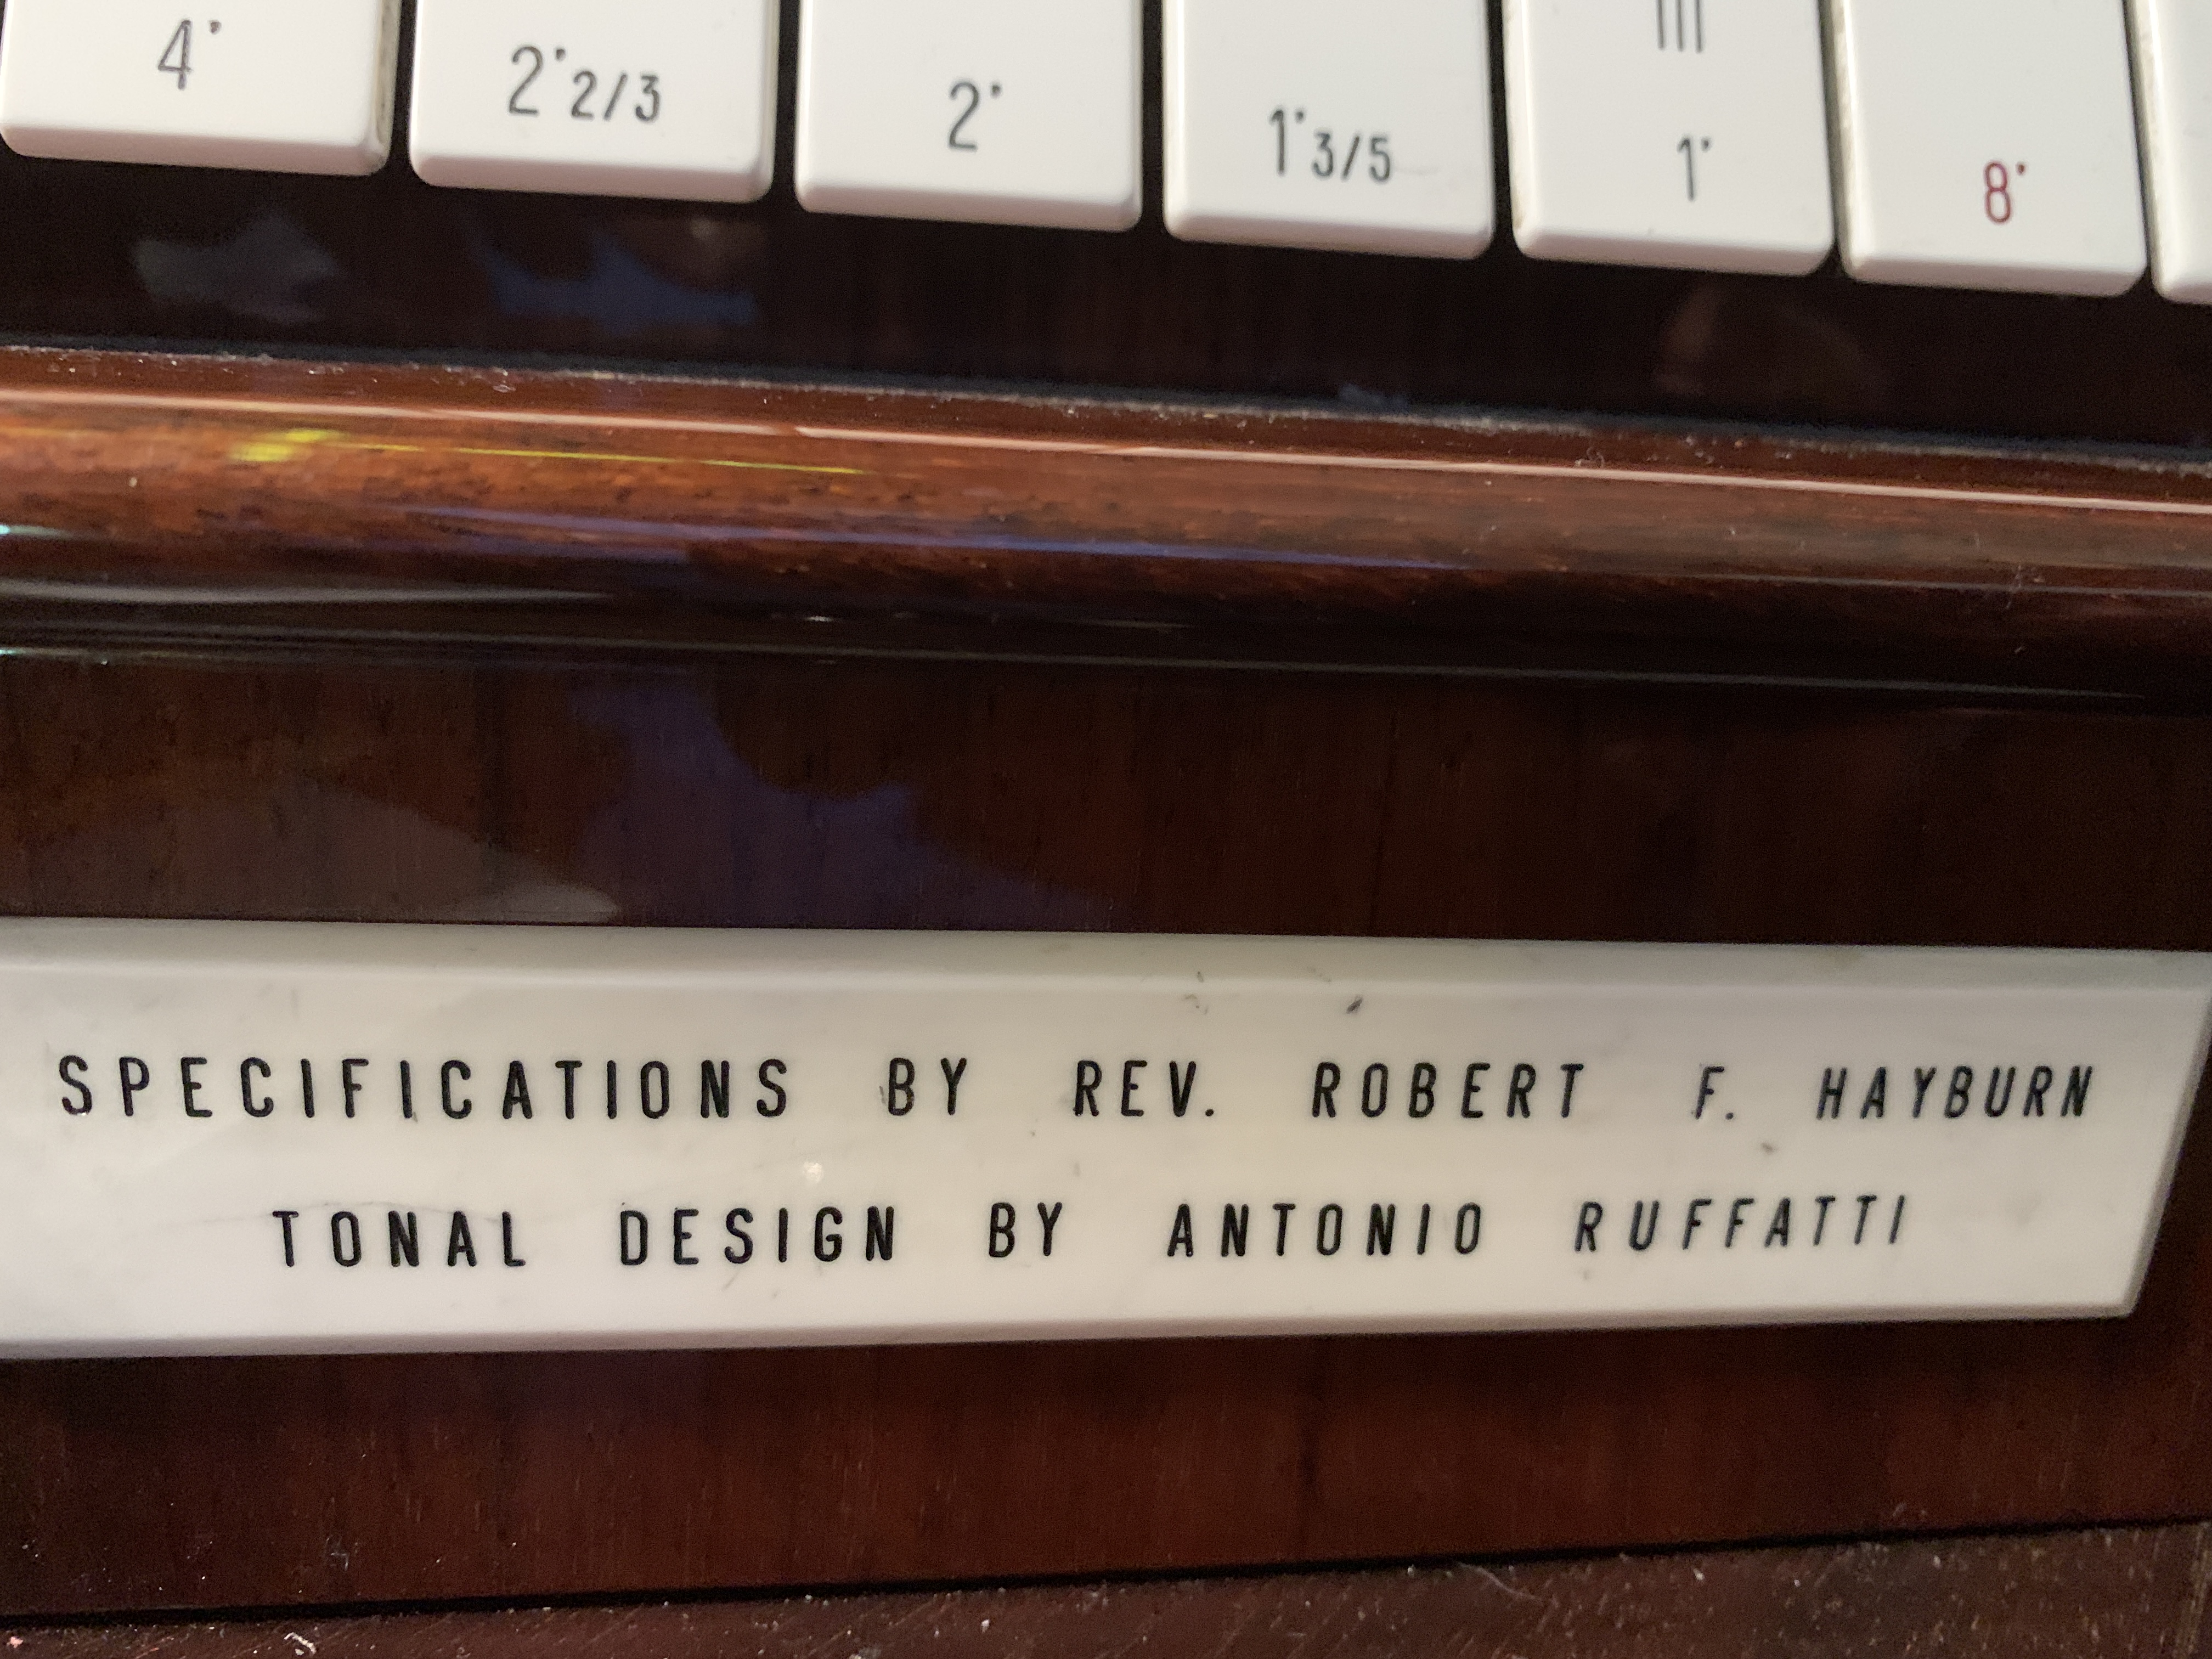 4' 2' 2/3 2' 1' 3/5 III
1' 8'
SPECIFICATIONS BY REV. ROBERT F. HAYBURN
TONAL DESIGN BY ANTONIO RUFFATTI